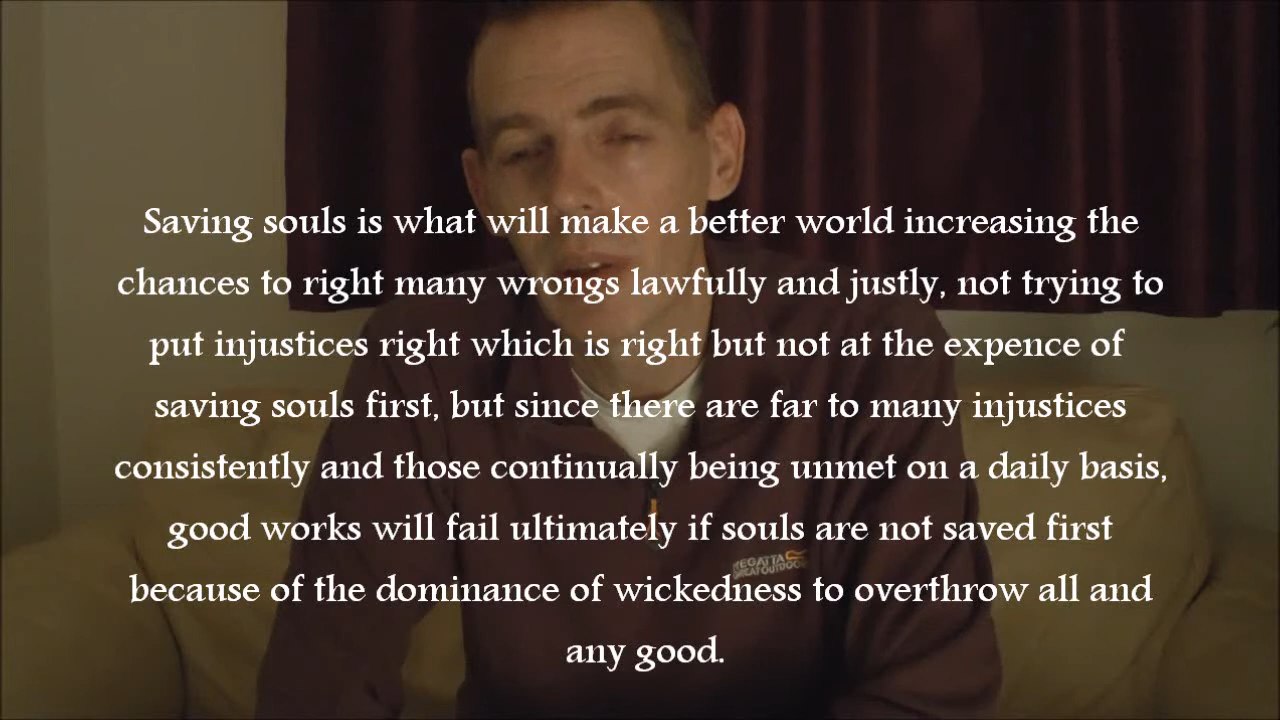 Saving souls is what will make a better world increasing the
chances to right many wrongs lawfully and justly, not trying to
put injustices right which is right but not at the expence of
saving souls first, but since there are far to many injustices
consistently and those continually being unmet on a daily basis,
good works will fail ultimately if souls are not saved first
because of the dominance of wickedness to overthrow all and
any good.
REGATTA
GREAT OUTDOORS